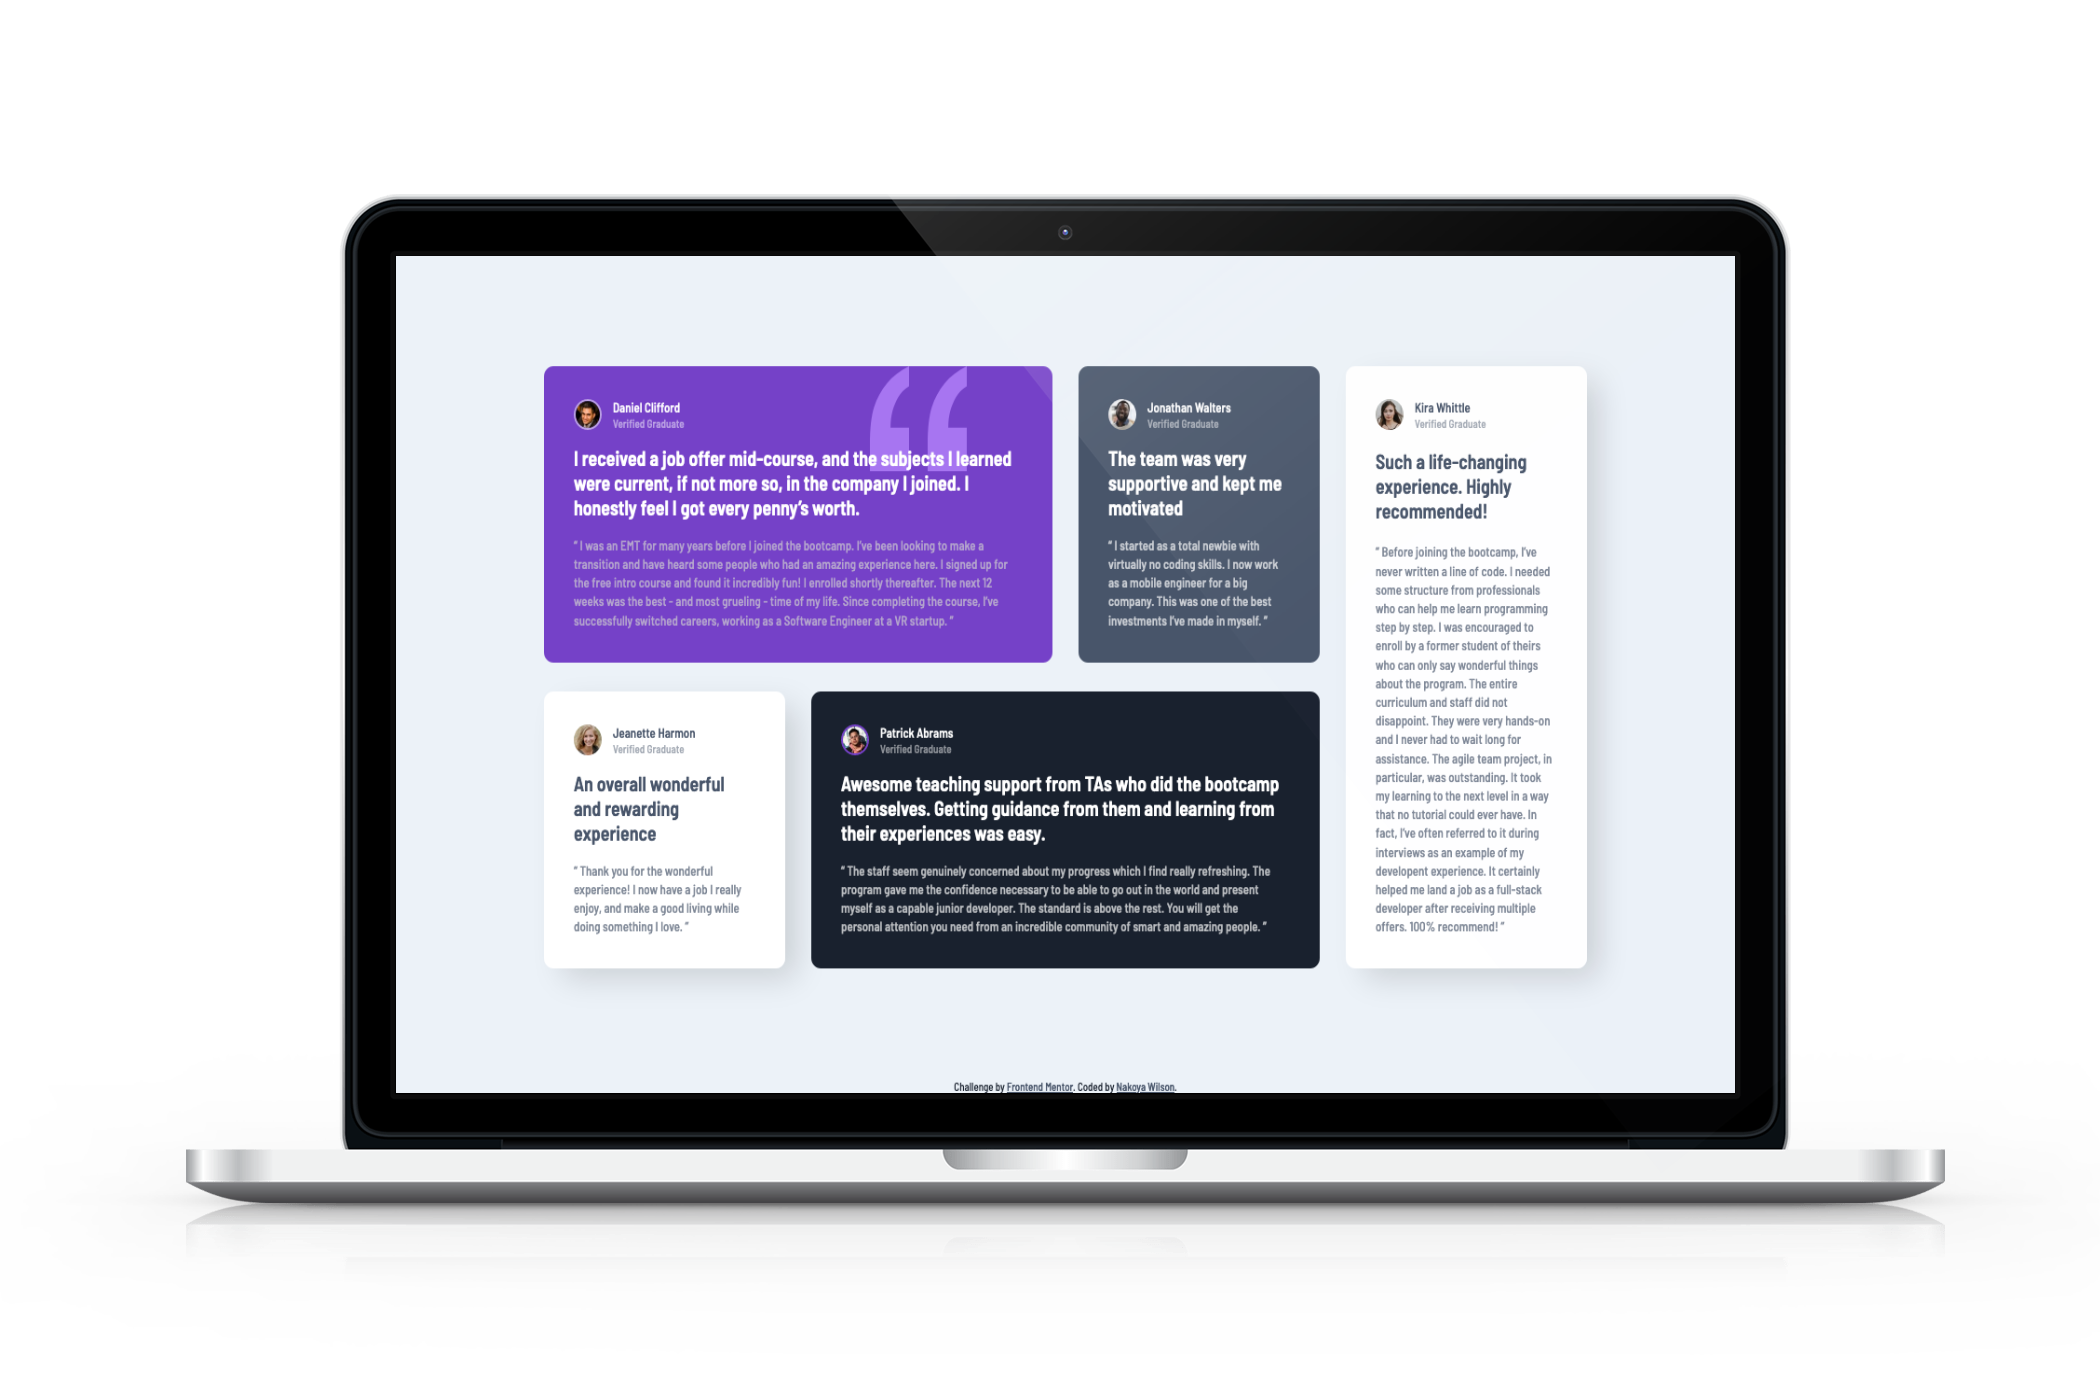 Daniel Clifford
Verified Graduate
I received a job offer mid-course, and the subjects I learned
were current, if not more so, in the company I joined. I
honestly feel I got every penny's worth.
“ I was an EMT for many years before I joined the bootcamp. I've been looking to make a
transition and have heard some people who had an amazing experience here. I signed up for
the free intro course and found it incredibly fun! I enrolled shortly thereafter. The next 12
weeks was the best - and most grueling - time of my life. Since completing the course, I've
successfully switched careers, working as a Software Engineer at a VR startup. ”
Jonathan Walters
Verified Graduate
The team was very
supportive and kept me
motivated
“ I started as a total newbie with
virtually no coding skills. I now work
as a mobile engineer for a big
company. This was one of the best
investments I've made in myself. ”
Kira Whittle
Verified Graduate
Such a life-changing
experience. Highly
recommended!
“ Before joining the bootcamp, I've
never written a line of code. I needed
some structure from professionals
who can help me learn programming
step by step. I was encouraged to
enroll by a former student of theirs
who can only say wonderful things
about the program. The entire
curriculum and staff did not
disappoint. They were very hands-on
and I never had to wait long for
assistance. The agile team project, in
particular, was outstanding. It took
my learning to the next level in a way
that no tutorial could ever have. In
fact, I've often referred to it during
interviews as an example of my
developent experience. It certainly
helped me land a job as a full-stack
developer after receiving multiple
offers. 100% recommend! ”
Jeanette Harmon
Verified Graduate
An overall wonderful
and rewarding
experience
“ Thank you for the wonderful
experience! I now have a job I really
enjoy, and make a good living while
doing something I love. ”
Patrick Abrams
Verified Graduate
Awesome teaching support from TAs who did the bootcamp
themselves. Getting guidance from them and learning from
their experiences was easy.
“ The staff seem genuinely concerned about my progress which I find really refreshing. The
program gave me the confidence necessary to be able to go out in the world and present
myself as a capable junior developer. The standard is above the rest. You will get the
personal attention you need from an incredible community of smart and amazing people. ”
Challenge by Frontend Mentor. Coded by Nakoya Wilson.